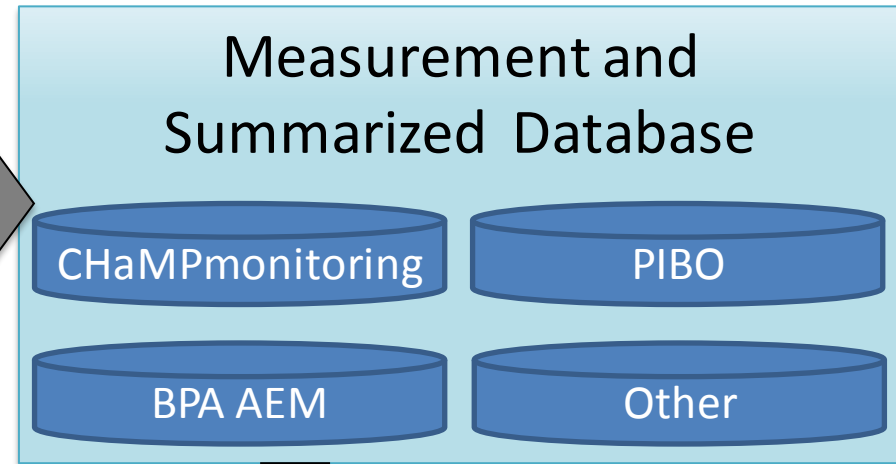 Measurement and
Summarized Database
CHaMPmonitoring
PIBO
BPA AEM
Other